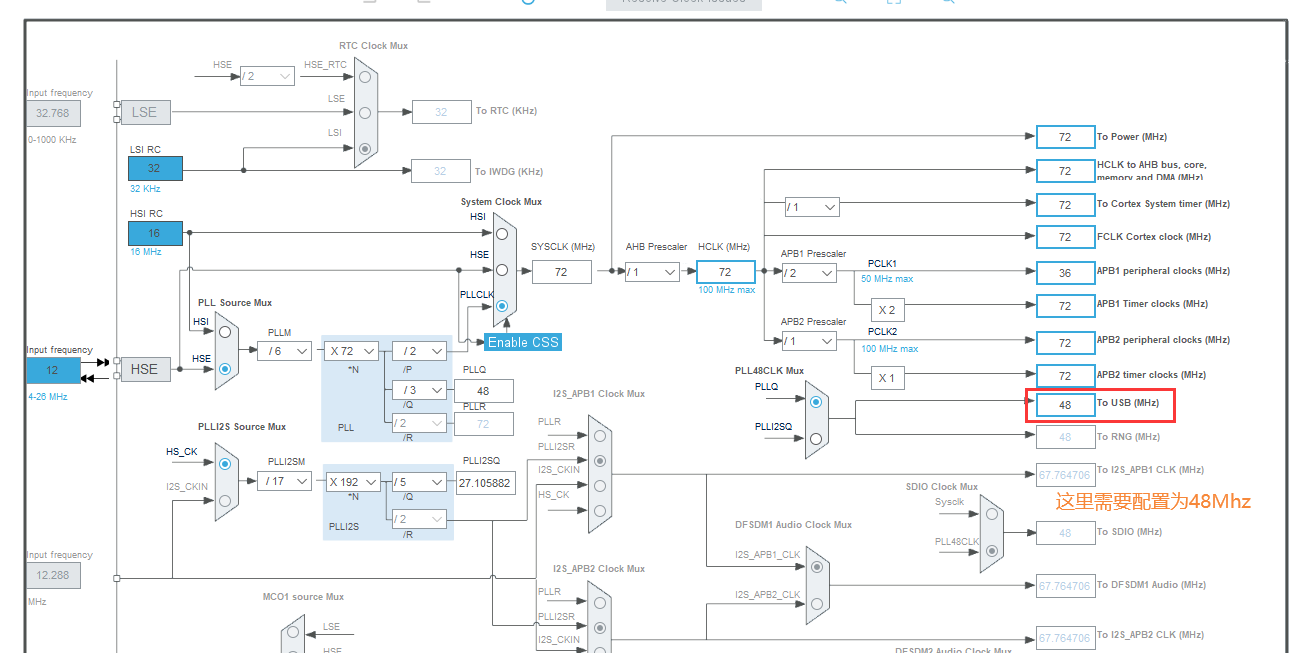 RTC Clock Mux
HSE
/ 2
HSE_RTC
LSE
LSI
Input frequency
32.768
0-1000 KHz
LSE
32
To RTC (KHz)
LSI RC
32
32 KHz
32
To IWDG (KHz)
HSI RC
16
16 MHz
System Clock Mux
HSI
HSE
PLLCLK
Enable CSS
SYSCLK (MHz)
72
AHB Prescaler
/ 1
HCLK (MHz)
72
100 MHz max
72
To Power (MHz)
72
HCLK to AHB bus, core,
memory and DMA (MHz)
/ 1
72
To Cortex System timer (MHz)
72
FCLK Cortex clock (MHz)
APB1 Prescaler
/ 2
PCLK1
50 MHz max
36
APB1 peripheral clocks (MHz)
X 2
72
APB1 Timer clocks (MHz)
APB2 Prescaler
/ 1
PCLK2
100 MHz max
72
APB2 peripheral clocks (MHz)
X 1
72
APB2 timer clocks (MHz)
PLL Source Mux
HSI
HSE
Input frequency
12
4-26 MHz
HSE
PLLM
/ 6
X 72
*N
/ 2
/P
PLLQ
/ 3
48
/Q
PLLR
/ 2
72
/R
PLL
PLL48CLK Mux
PLLQ
PLLI2SQ
48
To USB (MHz)
48
To RNG (MHz)
PLLI2S Source Mux
HS_CK
I2S_CKIN
PLLI2SM
/ 17
X 192
*N
/ 5
/Q
PLLI2SQ
27.105882
/ 2
/R
PLLI2S
I2S_APB1 Clock Mux
PLLR
PLLI2SR
I2S_CKIN
HS_CK
67.764706
To I2S_APB1 CLK (MHz)
这里需要配置为48Mhz
SDIO Clock Mux
Sysclk
PLL48CLK
48
To SDIO (MHz)
DFSDM1 Audio Clock Mux
I2S_APB1_CLK
I2S_APB2_CLK
67.764706
To DFSDM1 Audio (MHz)
Input frequency
12.288
MHz
I2S_APB2 Clock Mux
PLLR
PLLI2SR
I2S_CKIN
67.764706
To I2S_APB2 CLK (MHz)
MCO1 source Mux
LSE
HSE
DFSDM2 Audio Clock Mux